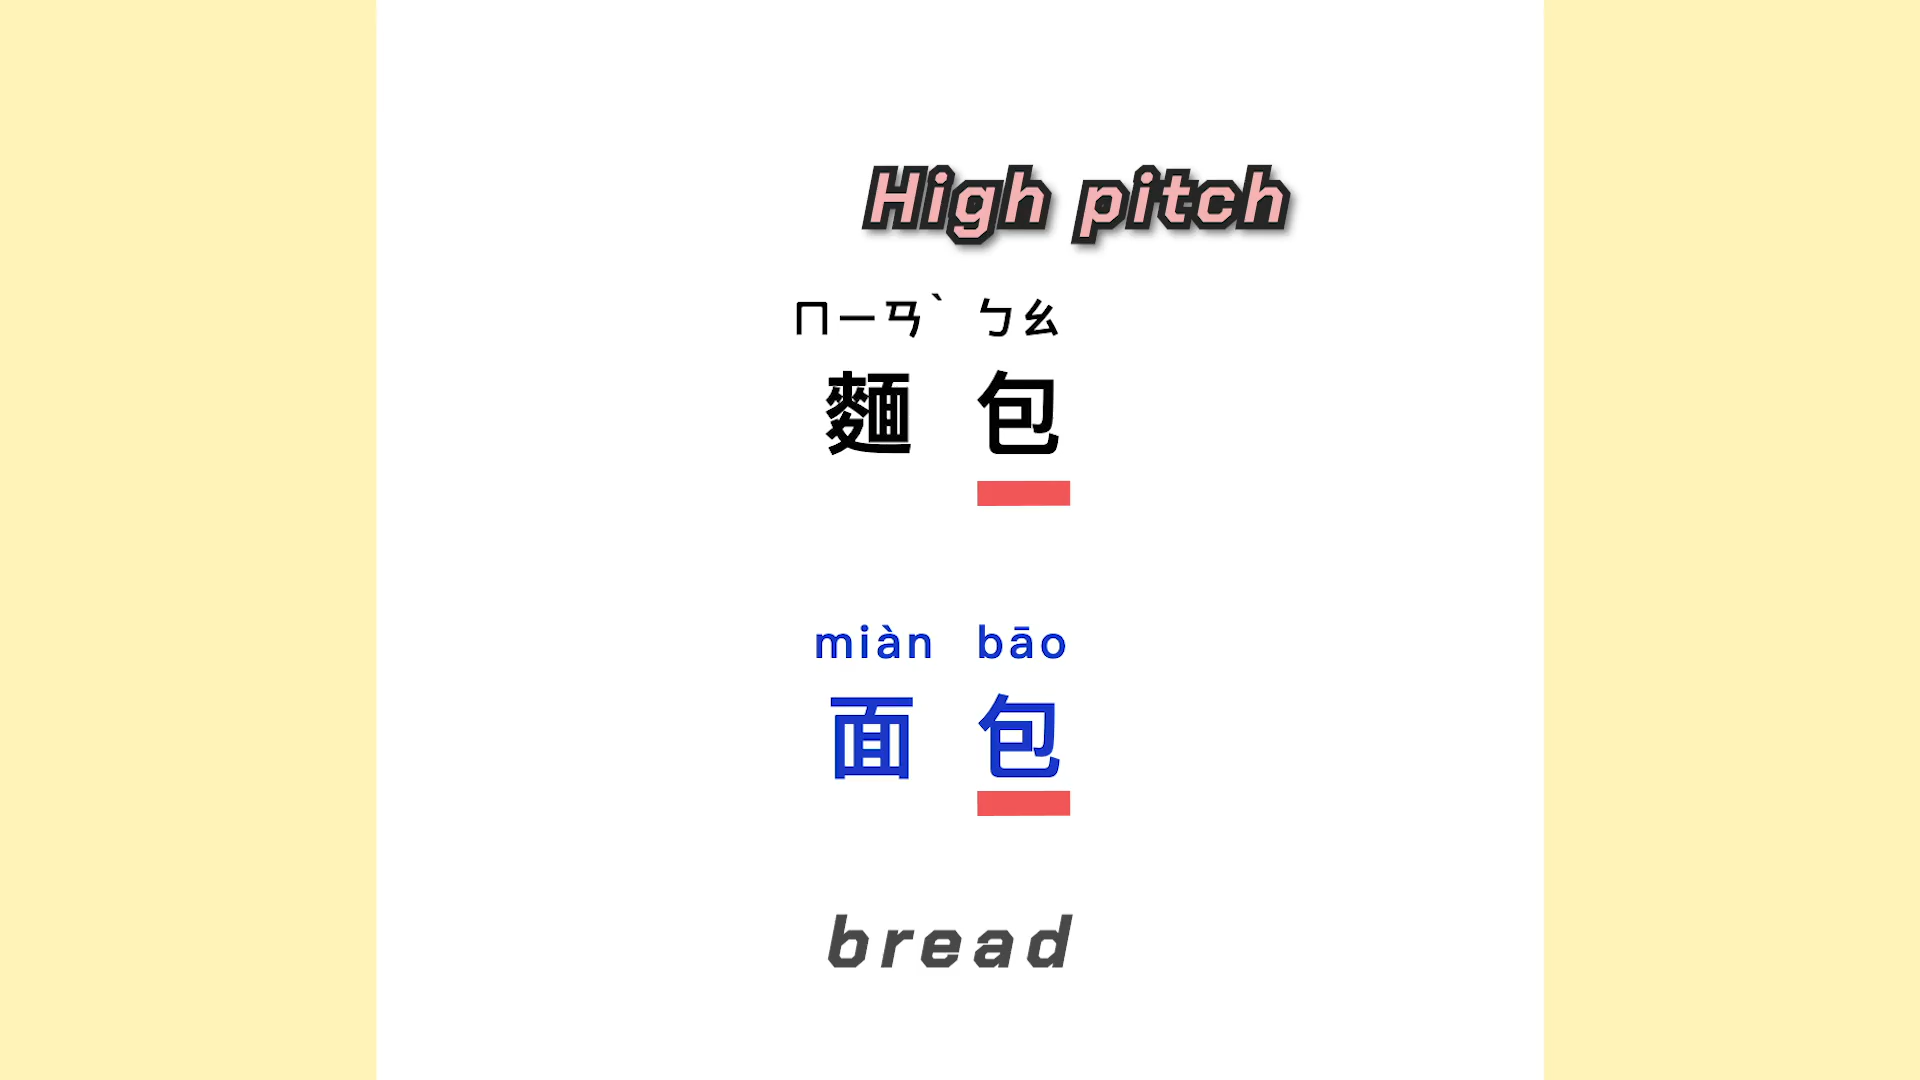 High pitch
ㄇㄧㄢˋ ㄅㄠ
麵 包
miàn bāo
面 包
bread